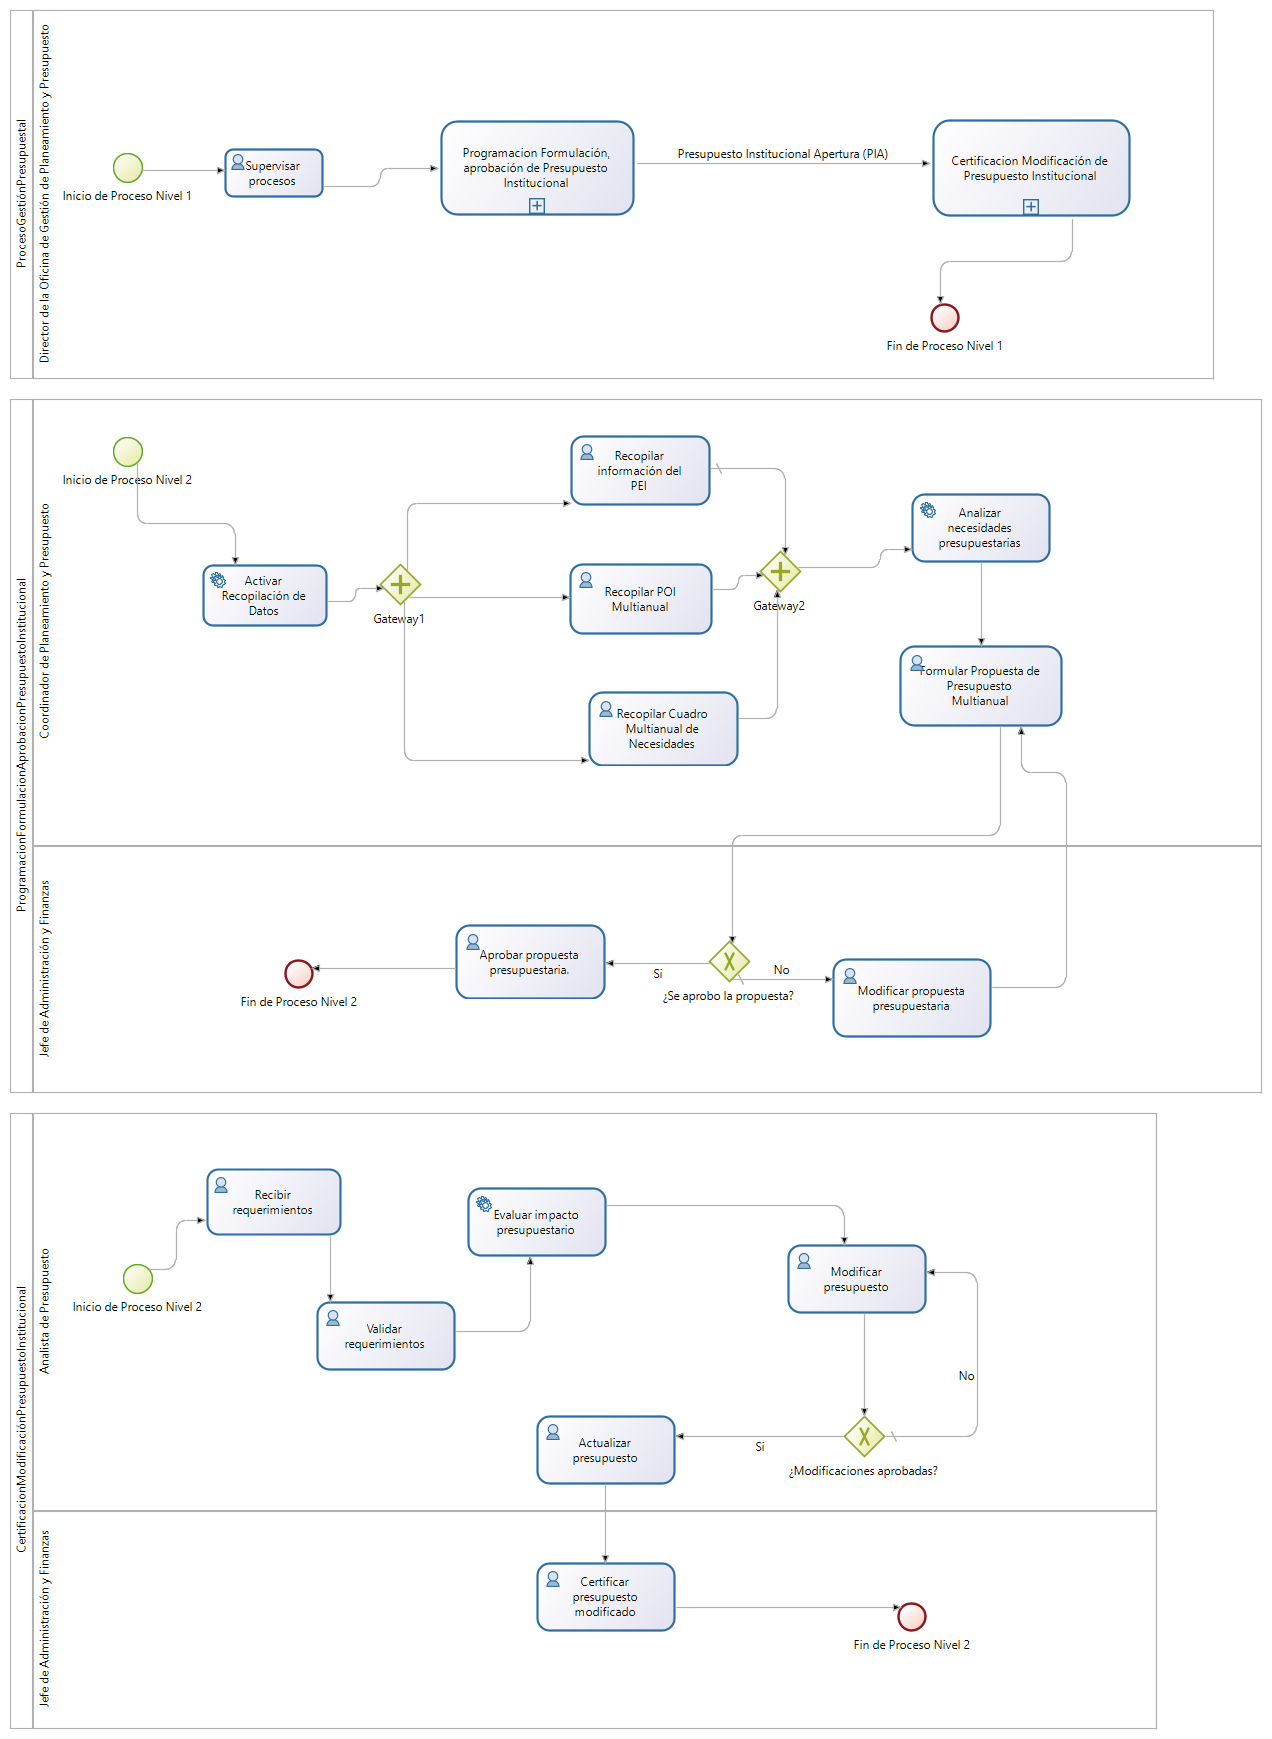 ProcesoGestiónPresupuestal
Director de la Oficina de Gestión de Planeamiento y Presupuesto
Inicio de Proceso Nivel 1
Supervisar
procesos
Programacion Formulación,
aprobación de Presupuesto
Institucional
Presupuesto Institucional Apertura (PIA)
Certificacion Modificación de
Presupuesto Institucional
Fin de Proceso Nivel 1
ProgramacionFormulacionAprobacionPresupuestoInstitucional
Coordinador de Planeamiento y Presupuesto
Inicio de Proceso Nivel 2
Activar
Recopilación de
Datos
Gateway1
Recopilar
información del
PEI
Recopilar POI
Multianual
Recopilar Cuadro
Multianual de
Necesidades
Gateway2
Analizar
necesidades
presupuestarias
Formular Propuesta de
Presupuesto
Multianual
Jefe de Administración y Finanzas
Fin de Proceso Nivel 2
Aprobar propuesta
presupuestaria.
Si
¿Se aprobo la propuesta?
No
Modificar propuesta
presupuestaria
CertificacionModificaciónPresupuestoInstitucional
Analista de Presupuesto
Inicio de Proceso Nivel 2
Recibir
requerimientos
Validar
requerimientos
Evaluar impacto
presupuestario
Modificar
presupuesto
No
¿Modificaciones aprobadas?
Si
Actualizar
presupuesto
Jefe de Administración y Finanzas
Certificar
presupuesto
modificado
Fin de Proceso Nivel 2